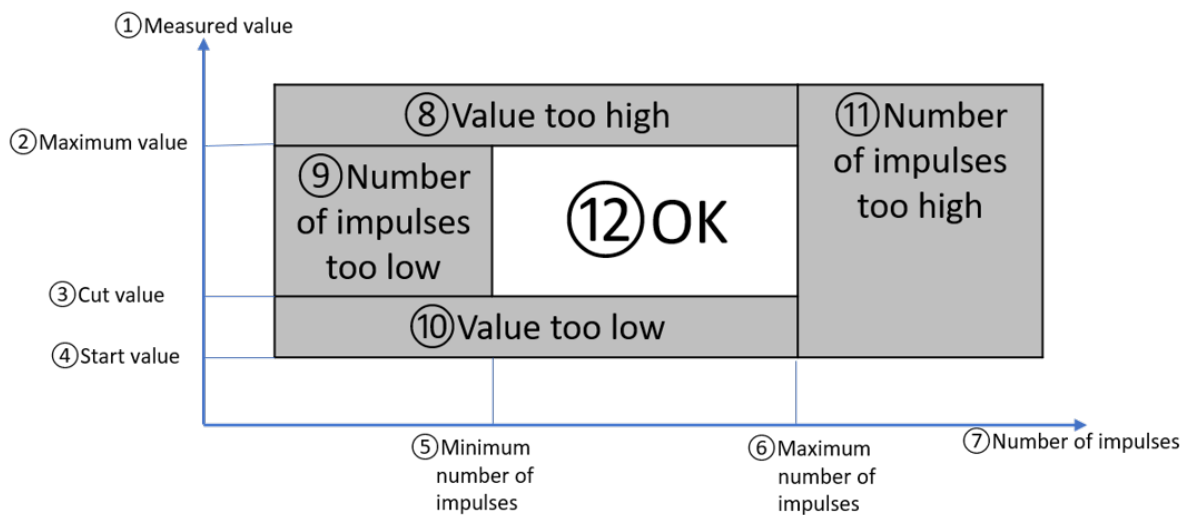 ①Measured value
②Maximum value
③Cut value
④Start value
⑧Value too high
⑨Number
of impulses
too low
⑫OK
⑩Value too low
⑪Number
of impulses
too high
⑤Minimum
number of
impulses
⑥Maximum
number of
impulses
⑦Number of impulses